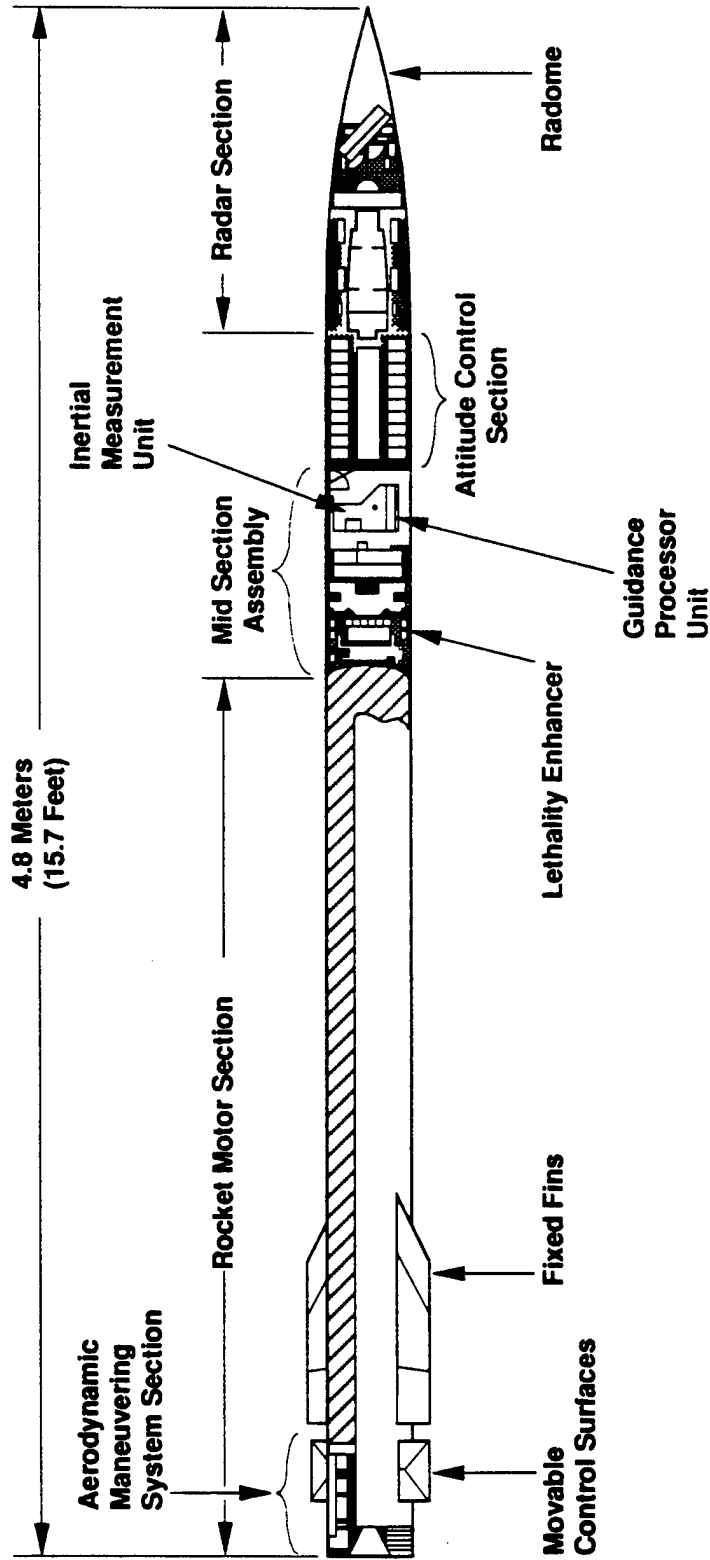 4.8 Meters
(15.7 Feet)
Rocket Motor Section
Radar Section
Aerodynamic
Maneuvering
System Section
Mid Section
Assembly
Inertial
Measurement
Unit
Movable
Control Surfaces
Fixed Fins
Lethality Enhancer
Guidance
Processor
Unit
Attitude Control
Section
Radome